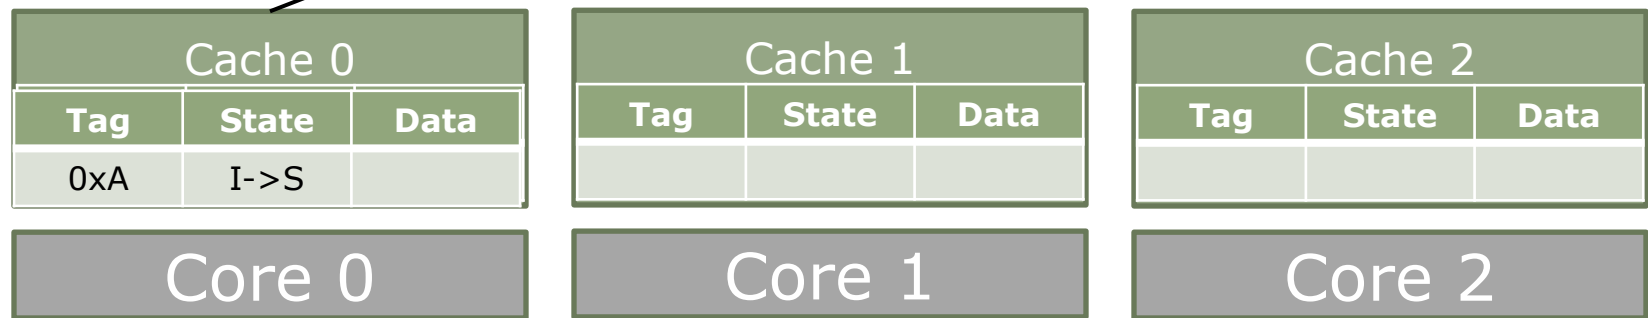 Cache 0
Tag State Data
0xA I->S
Core 0
Cache 1
Tag State Data
Core 1
Cache 2
Tag State Data
Core 2